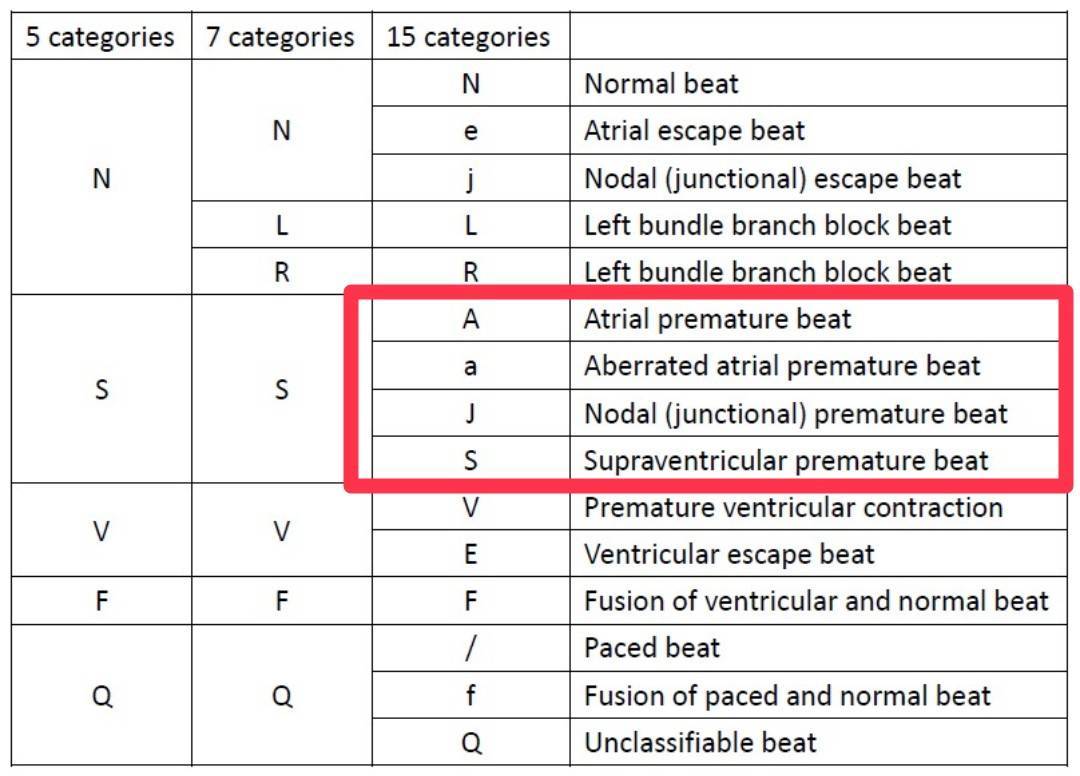 5 categories 7 categories 15 categories
N Normal beat
N e Atrial escape beat
N j Nodal (junctional) escape beat
L L Left bundle branch block beat
R R Left bundle branch block beat
A Atrial premature beat
a Aberrated atrial premature beat
S S J Nodal (junctional) premature beat
S Supraventricular premature beat
V V V Premature ventricular contraction
E Ventricular escape beat
F F F Fusion of ventricular and normal beat
/ Paced beat
Q Q f Fusion of paced and normal beat
Q Unclassifiable beat